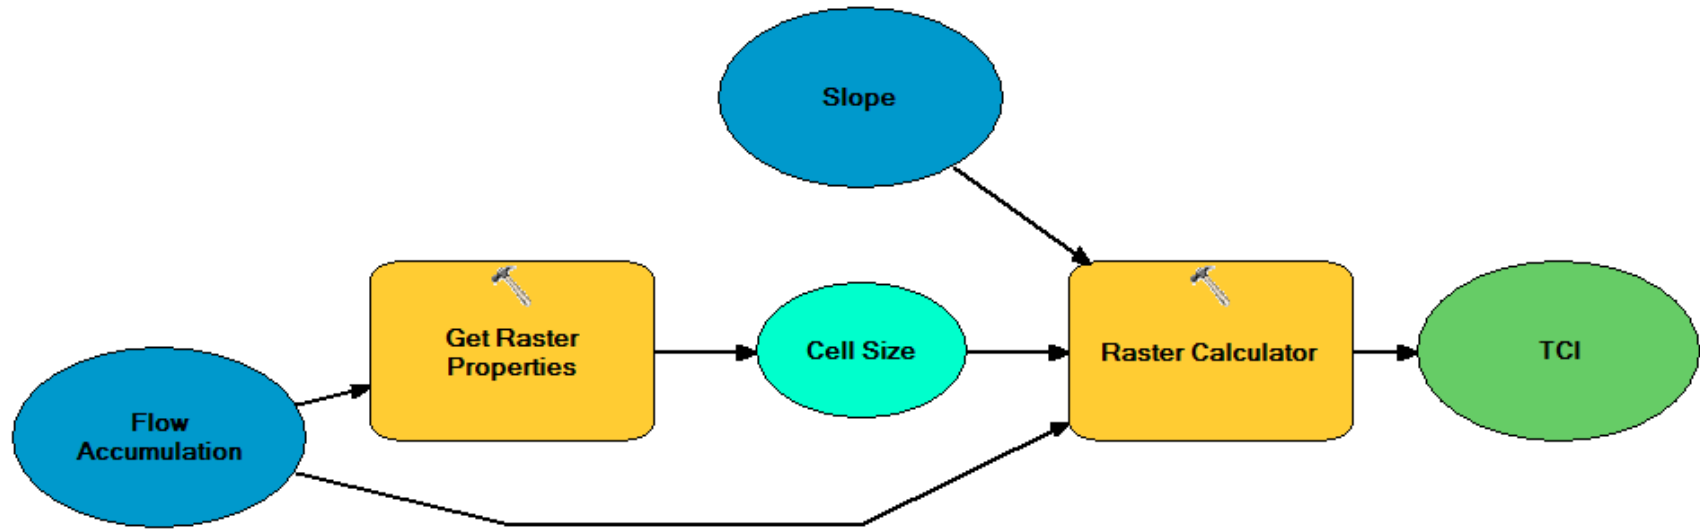 Slope
Get Raster
Properties
Cell Size
Raster Calculator
TCI
Flow
Accumulation